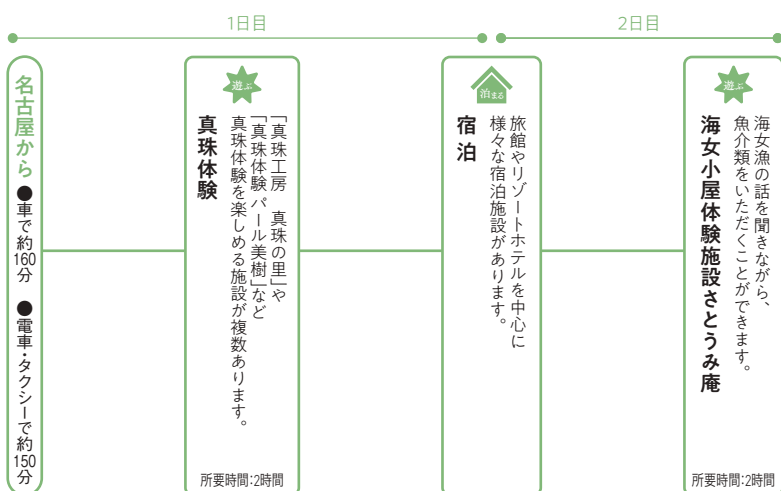 1日目
2日目
名古屋から ●車で約160分 ●電車・タクシーで約150分
遊ぶ
真珠体験
「真珠工房 真珠の里」や
「真珠体験 パール美樹」など
真珠体験を楽しめる施設が複数あります。
所要時間:2時間
泊まる
宿泊
旅館やリゾートホテルを中心に
様々な宿泊施設があります。
遊ぶ
海女小屋体験施設さとうみ庵
海女漁の話を聞きながら、
魚介類をいただくことができます。
所要時間:2時間